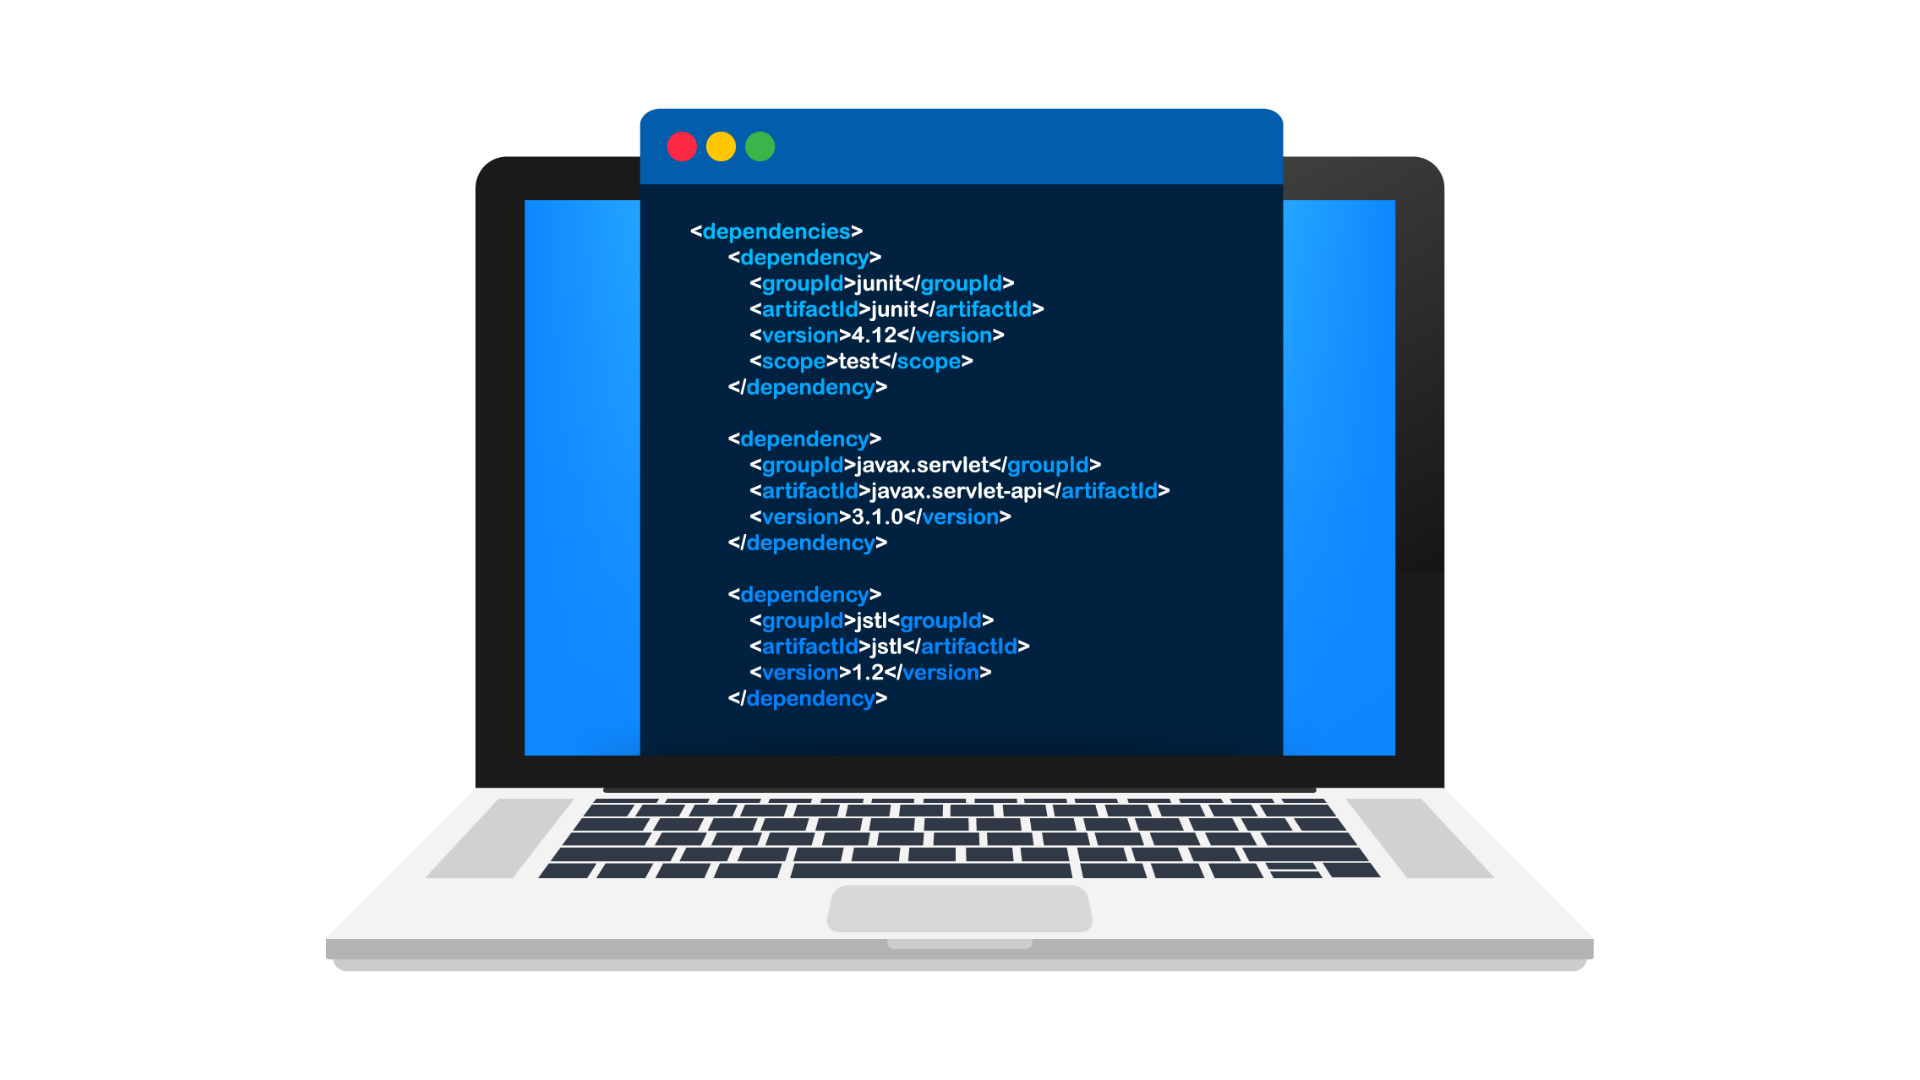 <dependencies>
<dependency>
<groupId>junit</groupId>
<artifactId>junit</artifactId>
<version>4.12</version>
<scope>test</scope>
</dependency>
<dependency>
<groupId>javax.servlet</groupId>
<artifactId>javax.servlet-api</artifactId>
<version>3.1.0</version>
</dependency>
<dependency>
<groupId>jstl<groupId>
<artifactId>jstl</artifactId>
<version>1.2</version>
</dependency>